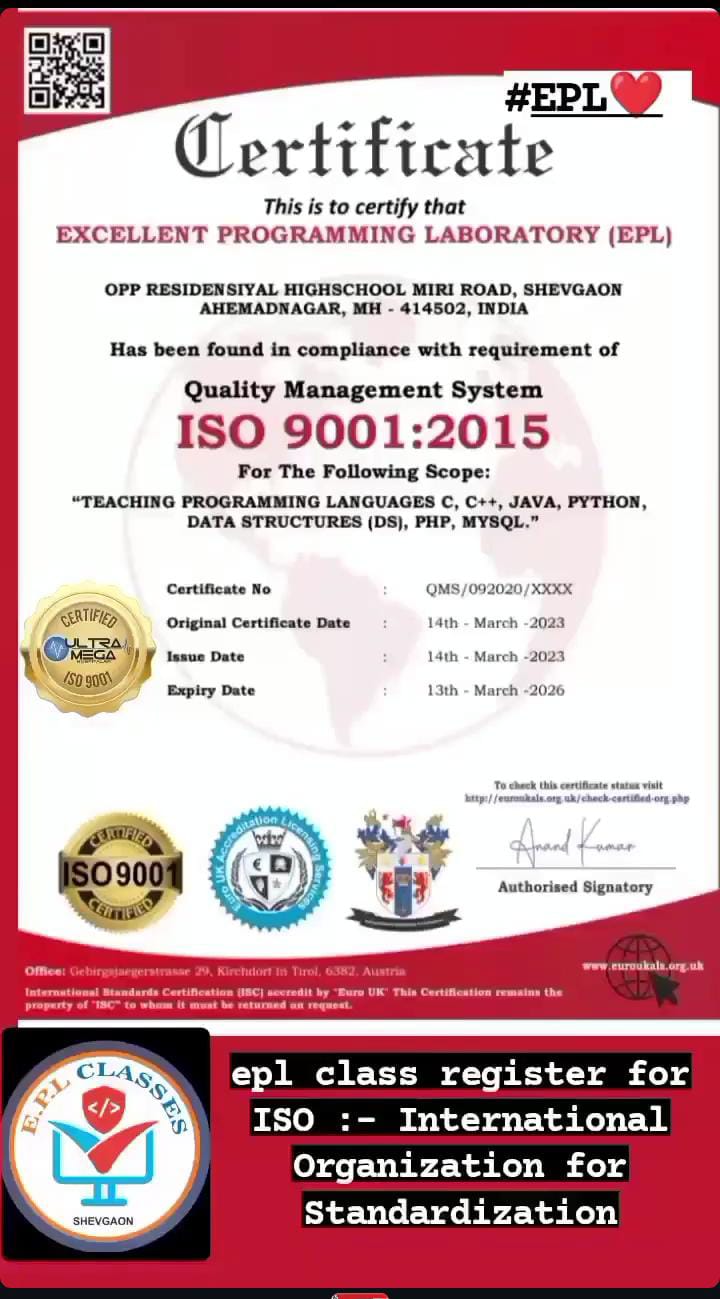 #EPL❤️
Certificate
This is to certify that
EXCELLENT PROGRAMMING LABORATORY (EPL)
OPP RESIDENSIYAL HIGHSCHOOL MIRI ROAD, SHEVGAON
AHEMADNAGAR, MH - 414502, INDIA
Has been found in compliance with requirement of
Quality Management System
ISO 9001:2015
For The Following Scope:
“TEACHING PROGRAMMING LANGUAGES C, C++, JAVA, PYTHON,
DATA STRUCTURES (DS), PHP, MYSQL.”
Certificate No : QMS/092020/XXXX
Original Certificate Date : 14th - March -2023
Issue Date : 14th - March -2023
Expiry Date : 13th - March -2026
CERTIFIED
ULTRA
MEGA
ISO 9001
To check this certificate status visit
http://euroukals.org.uk/check-certified-org.php
Anand Kumar
Authorised Signatory
CERTIFIED
ISO 9001
CERTIFIED
Euro UK Accreditation Licensing Services
Office: Gebirgsjaegerstrasse 29, Kirchdorf in Tirol, 6382, Austria
www.euroukals.org.uk
International Standards Certification (ISC) accredit by "Euro UK" This Certification remains the
property of "ISC" to whom it must be returned on request.
E.P.L CLASSES
</>
SHEVGAON
epl class register for
ISO :- International
Organization for
Standardization